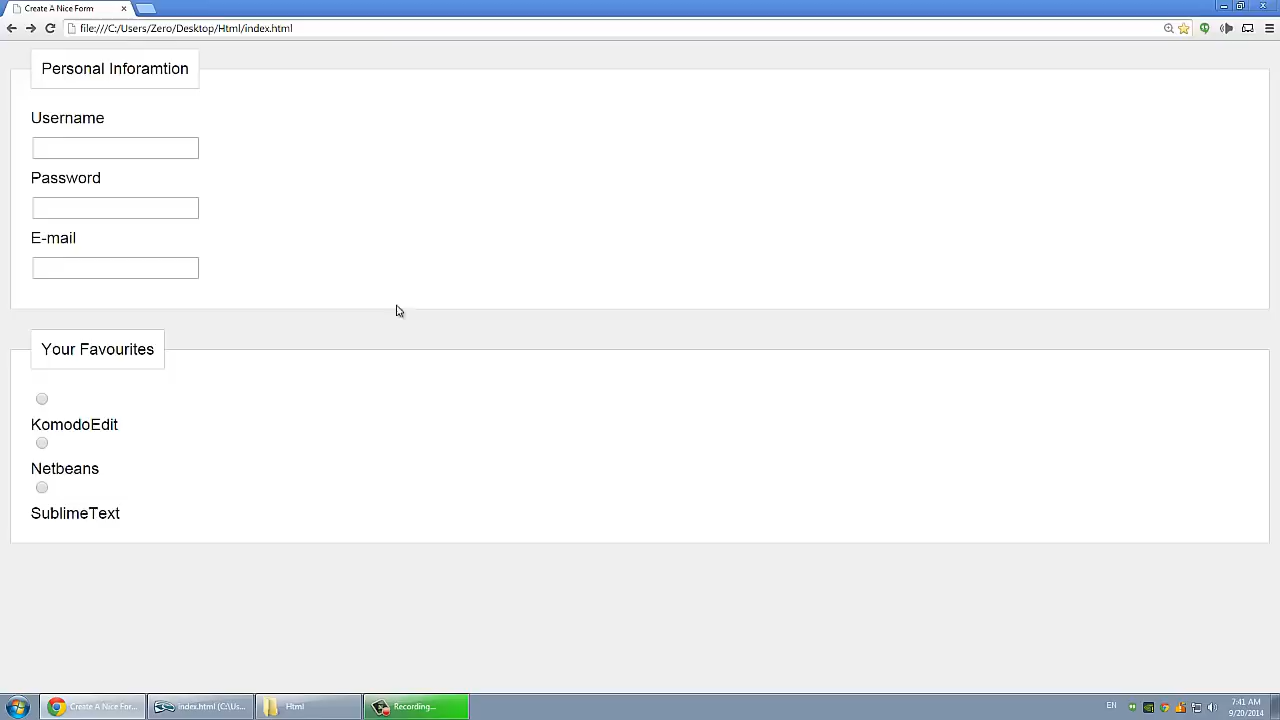 Create A Nice Form
file:///C:/Users/Zero/Desktop/Html/index.html
Personal Inforamtion
Username
Password
E-mail
Your Favourites
KomodoEdit
Netbeans
SublimeText
Create A Nice For...
index.html (C:\Us...
Html
Recording...
EN
7:41 AM
9/20/2014